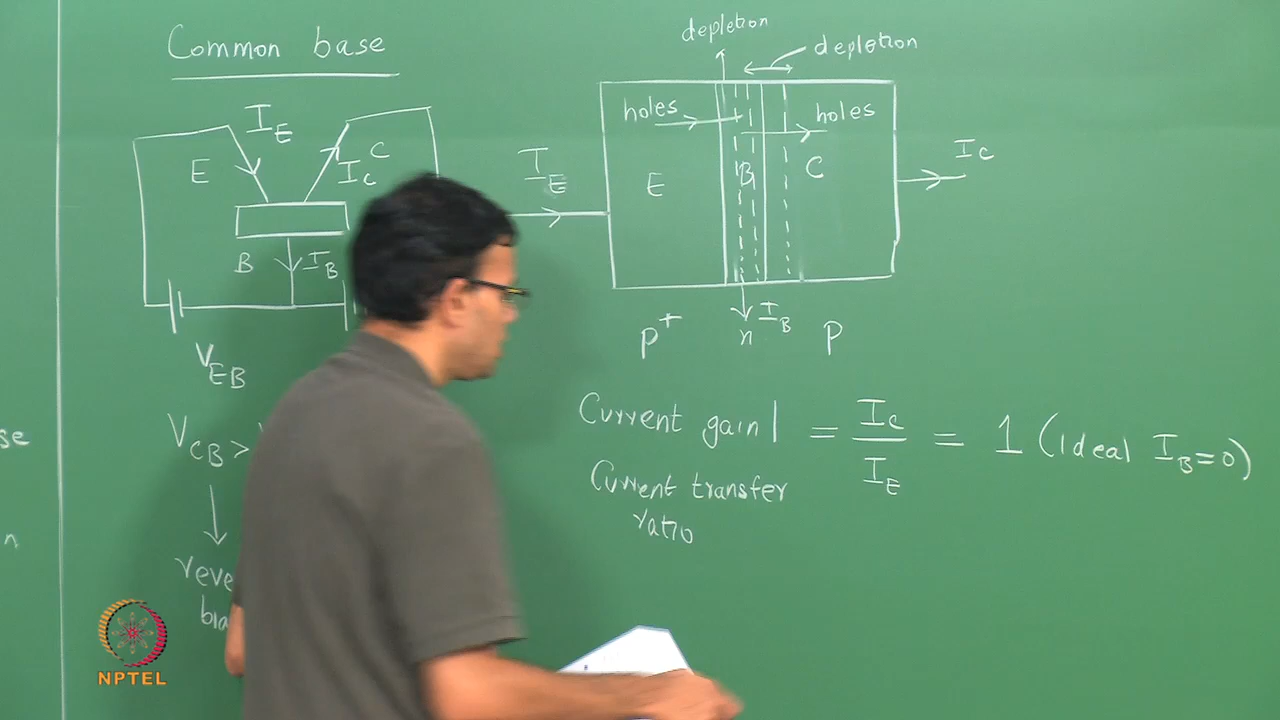 Common base
I_E
E
C
I_C
B
I_B
V_EB
V_CB >
↓
reve
bia
depletion
depletion
holes
holes
I_E
E
B
C
I_C
I_B
p⁺
n
p
Current gain | = I_C / I_E = 1 (ideal I_B = 0)
Current transfer
ratio
se
n
NPTEL